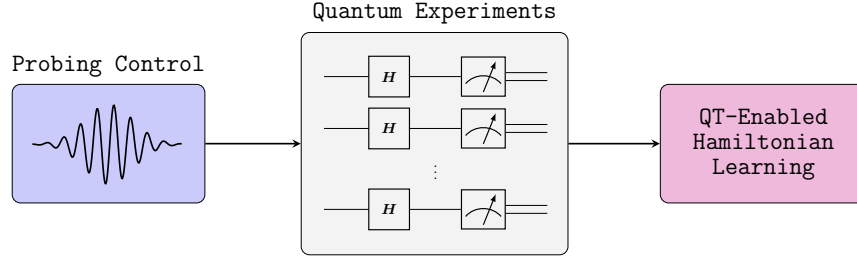 Quantum Experiments
Probing Control
H
H
⋮
H
QT-Enabled
Hamiltonian
Learning